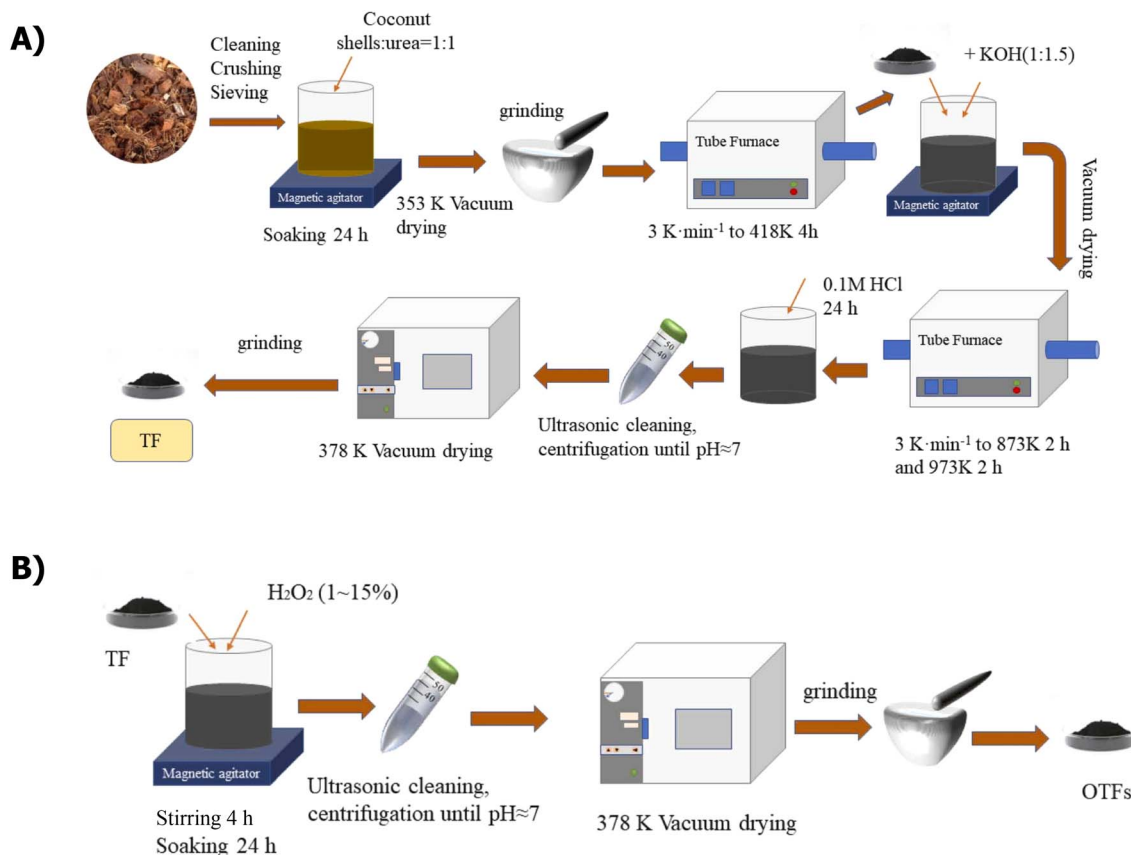 A)
Cleaning
Crushing
Sieving
Coconut
shells:urea=1:1
Magnetic agitator
Soaking 24 h
353 K Vacuum
drying
grinding
Tube Furnace
3 K·min⁻¹ to 418K 4h
+ KOH(1:1.5)
Magnetic agitator
Vacuum drying
Tube Furnace
3 K·min⁻¹ to 873K 2 h
and 973K 2 h
0.1M HCl
24 h
50
40
Ultrasonic cleaning,
centrifugation until pH≈7
378 K Vacuum drying
grinding
TF
B)
TF
H₂O₂ (1~15%)
Magnetic agitator
Stirring 4 h
Soaking 24 h
50
40
Ultrasonic cleaning,
centrifugation until pH≈7
378 K Vacuum drying
grinding
OTFs